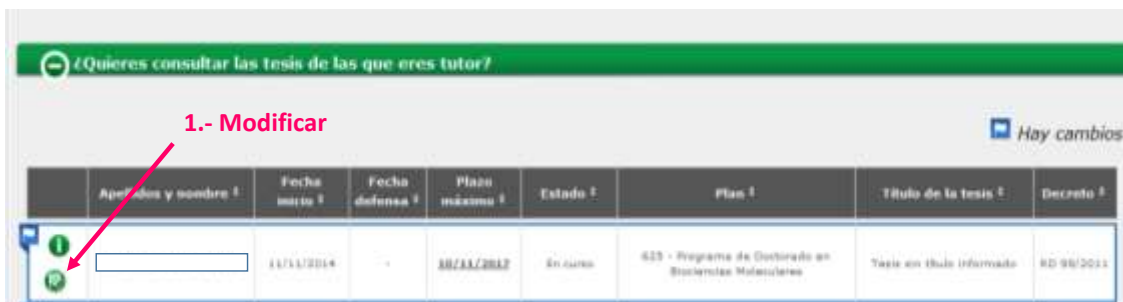 ¿Quieres consultar las tesis de las que eres tutor?
1.- Modificar
Hay cambios
Apellidos y nombre
Fecha inicio
Fecha defensa
Plazo máximo
Estado
Plan
Título de la tesis
Decreto
11/11/2014
-
10/11/2017
En curso
625 - Programa de Doctorado en
Biociencias Moleculares
Tesis sin título informado
RD 99/2011